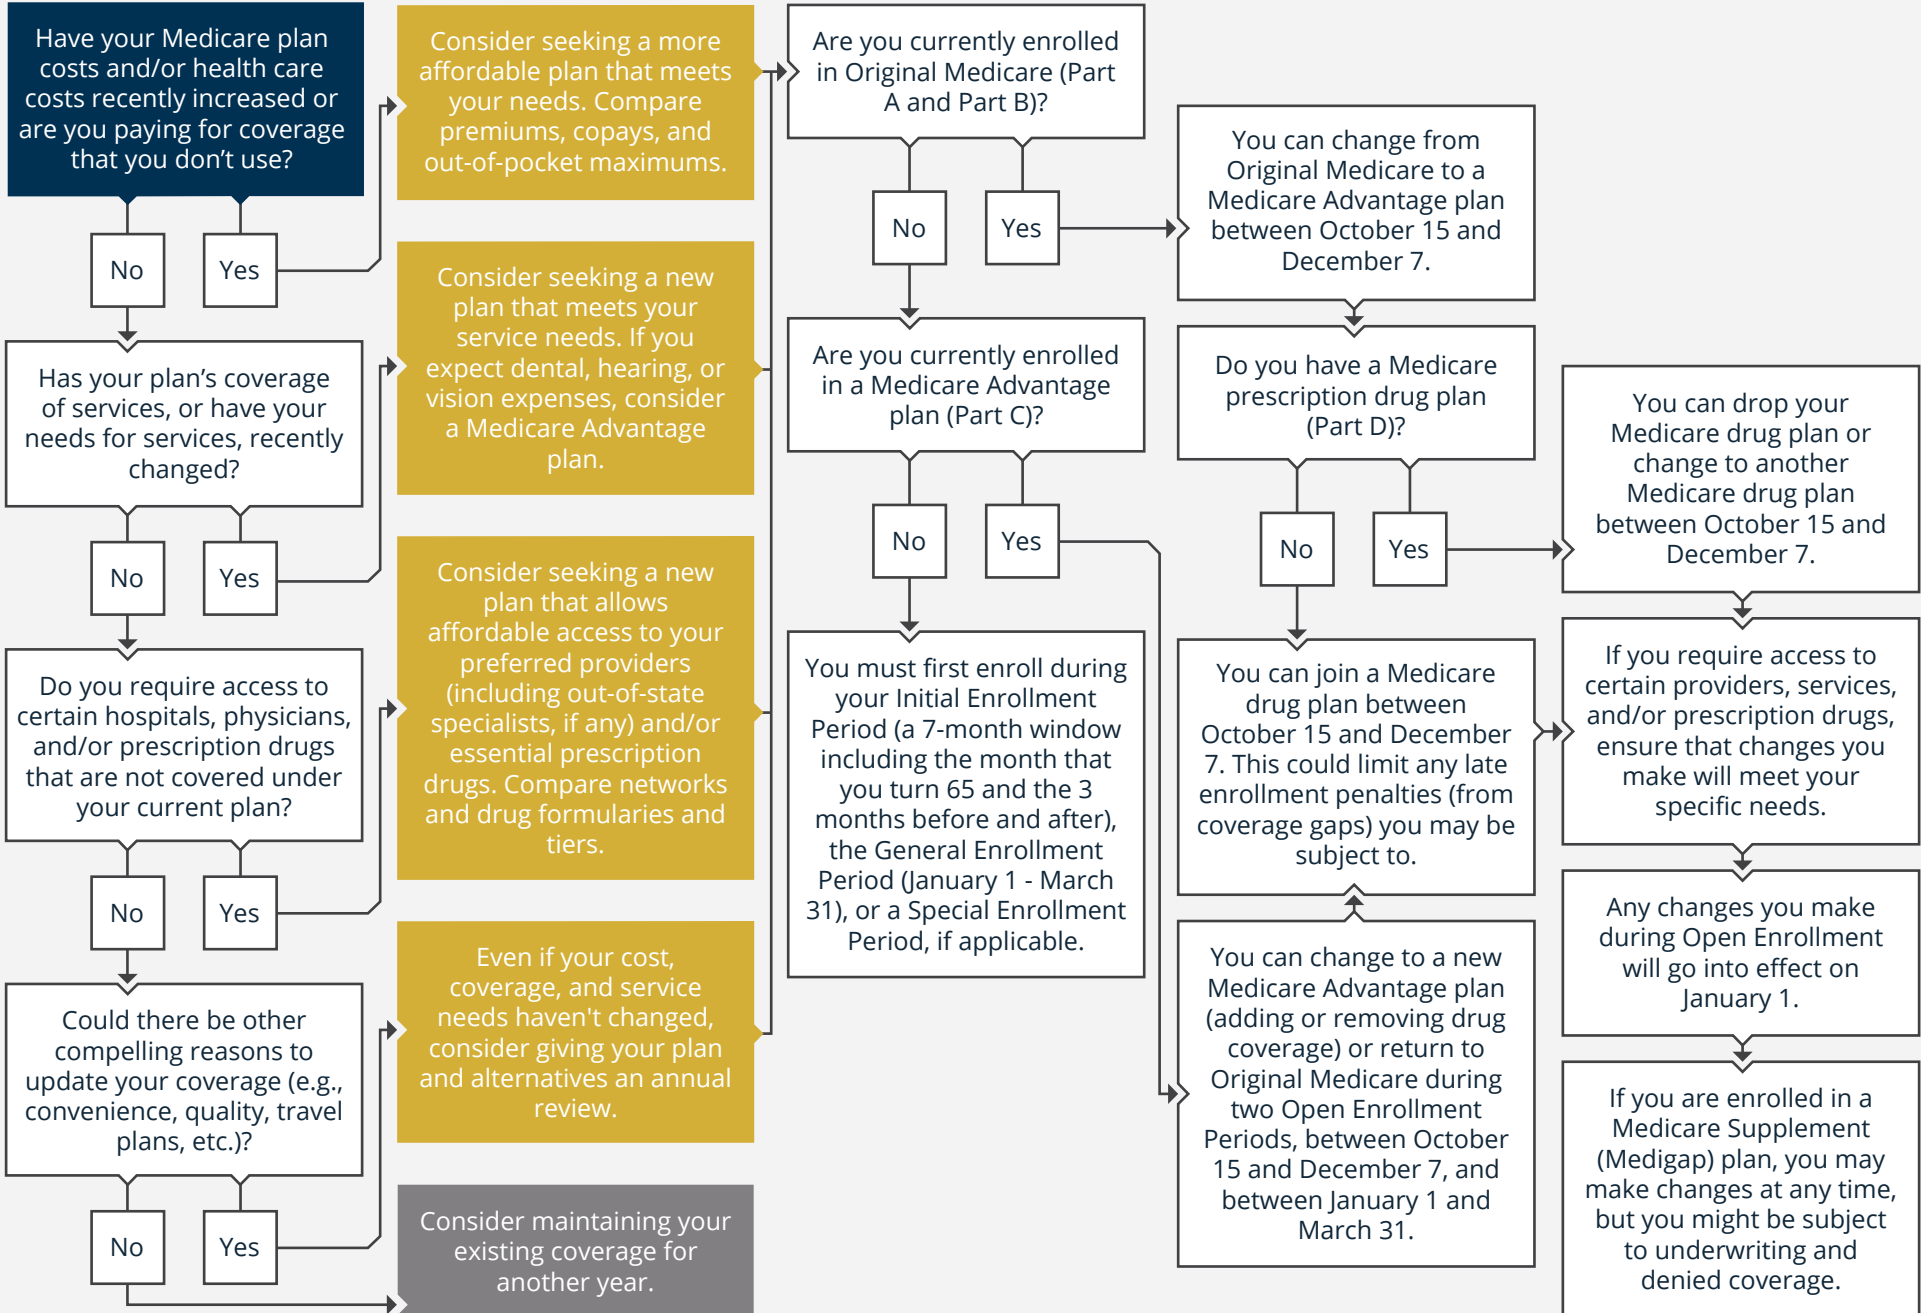 Have your Medicare plan
costs and/or health care
costs recently increased or
are you paying for coverage
that you don’t use?
No
Yes
Has your plan’s coverage
of services, or have your
needs for services, recently
changed?
No
Yes
Do you require access to
certain hospitals, physicians,
and/or prescription drugs
that are not covered under
your current plan?
No
Yes
Could there be other
compelling reasons to
update your coverage (e.g.,
convenience, quality, travel
plans, etc.)?
No
Yes
Consider seeking a more
affordable plan that meets
your needs. Compare
premiums, copays, and
out-of-pocket maximums.
Consider seeking a new
plan that meets your
service needs. If you
expect dental, hearing, or
vision expenses, consider
a Medicare Advantage
plan.
Consider seeking a new
plan that allows
affordable access to your
preferred providers
(including out-of-state
specialists, if any) and/or
essential prescription
drugs. Compare networks
and drug formularies and
tiers.
Even if your cost,
coverage, and service
needs haven't changed,
consider giving your plan
and alternatives an annual
review.
Consider maintaining your
existing coverage for
another year.
Are you currently enrolled
in Original Medicare (Part
A and Part B)?
No
Yes
Are you currently enrolled
in a Medicare Advantage
plan (Part C)?
No
Yes
You must first enroll during
your Initial Enrollment
Period (a 7-month window
including the month that
you turn 65 and the 3
months before and after),
the General Enrollment
Period (January 1 - March
31), or a Special Enrollment
Period, if applicable.
You can change from
Original Medicare to a
Medicare Advantage plan
between October 15 and
December 7.
Do you have a Medicare
prescription drug plan
(Part D)?
No
Yes
You can join a Medicare
drug plan between
October 15 and December
7. This could limit any late
enrollment penalties (from
coverage gaps) you may be
subject to.
You can change to a new
Medicare Advantage plan
(adding or removing drug
coverage) or return to
Original Medicare during
two Open Enrollment
Periods, between October
15 and December 7, and
between January 1 and
March 31.
You can drop your
Medicare drug plan or
change to another
Medicare drug plan
between October 15 and
December 7.
If you require access to
certain providers, services,
and/or prescription drugs,
ensure that changes you
make will meet your
specific needs.
Any changes you make
during Open Enrollment
will go into effect on
January 1.
If you are enrolled in a
Medicare Supplement
(Medigap) plan, you may
make changes at any time,
but you might be subject
to underwriting and
denied coverage.